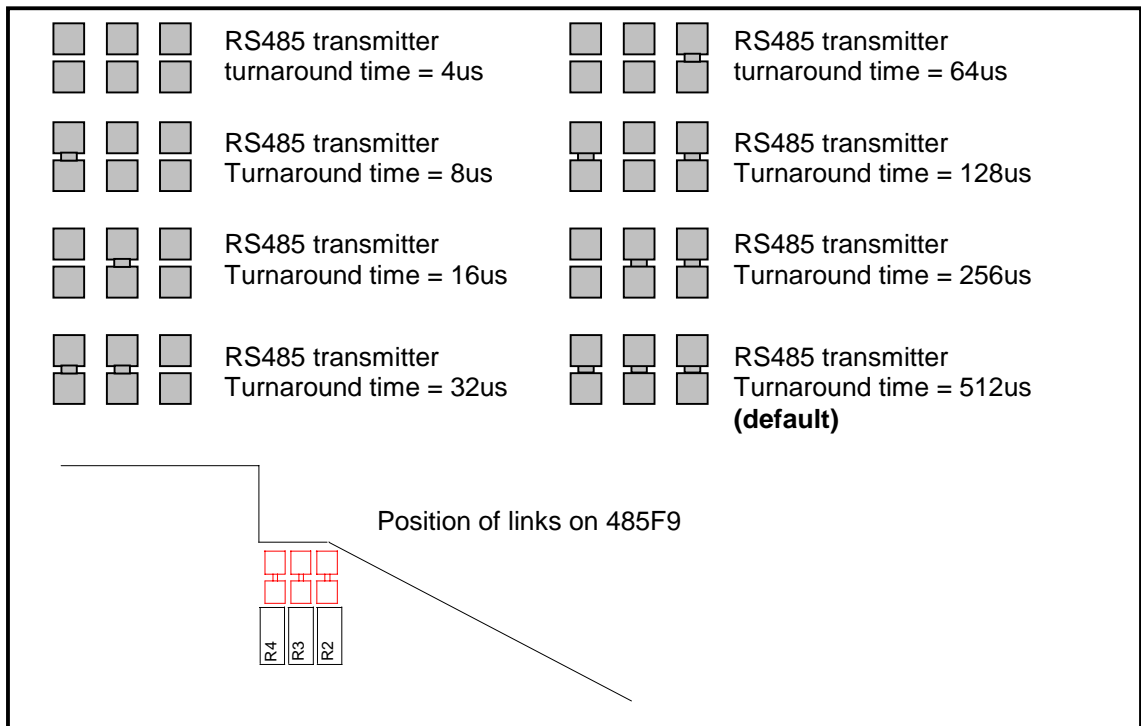 RS485 transmitter
turnaround time = 4us
RS485 transmitter
Turnaround time = 8us
RS485 transmitter
Turnaround time = 16us
RS485 transmitter
Turnaround time = 32us
RS485 transmitter
turnaround time = 64us
RS485 transmitter
Turnaround time = 128us
RS485 transmitter
Turnaround time = 256us
RS485 transmitter
Turnaround time = 512us
(default)
Position of links on 485F9
R4
R3
R2